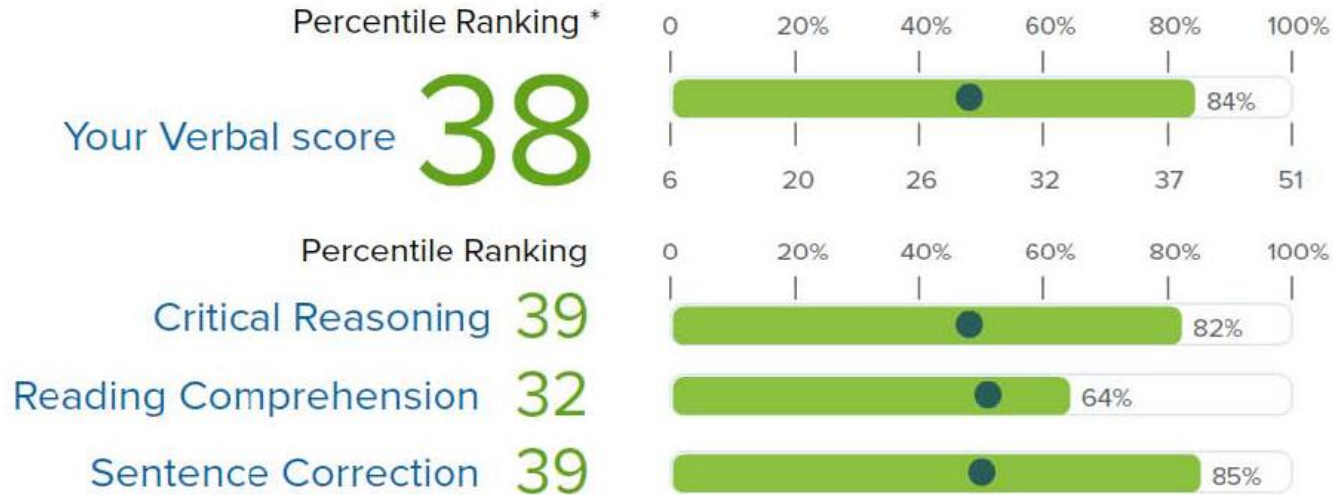 Percentile Ranking * 0 20% 40% 60% 80% 100%
Your Verbal score 38 84%
6 20 26 32 37 51
Percentile Ranking 0 20% 40% 60% 80% 100%
Critical Reasoning 39 82%
Reading Comprehension 32 64%
Sentence Correction 39 85%